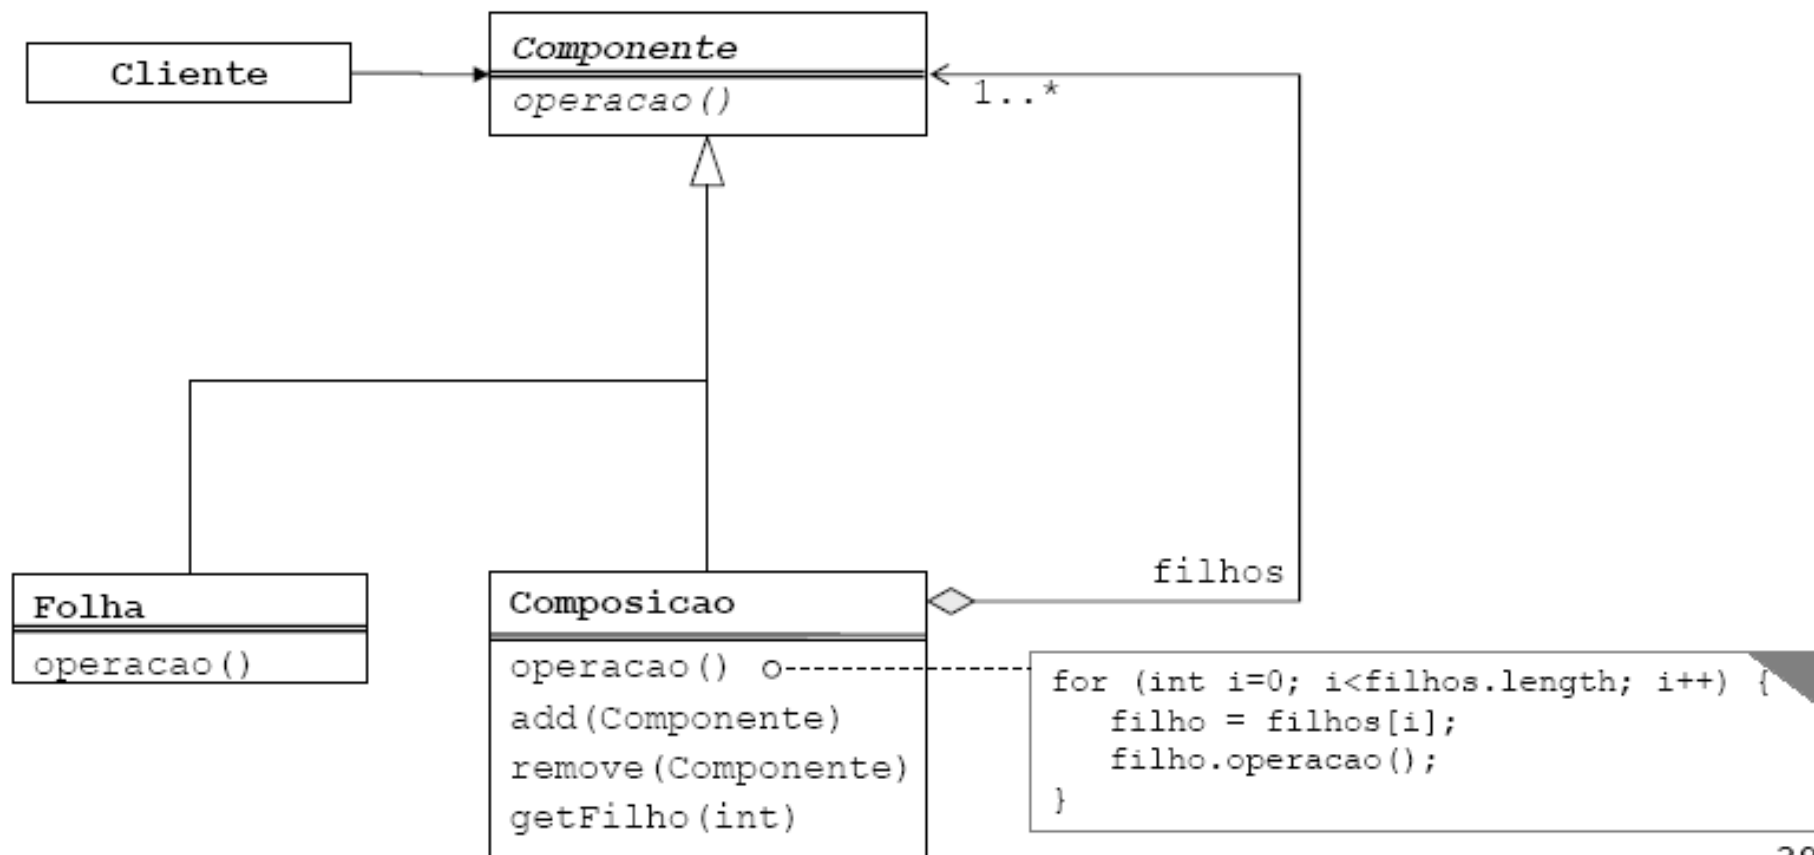 Cliente
Componente
operacao()
1..*
filhos
Folha
operacao()
Composicao
operacao()
add(Componente)
remove(Componente)
getFilho(int)
for (int i=0; i<filhos.length; i++) {
filho = filhos[i];
filho.operacao();
}